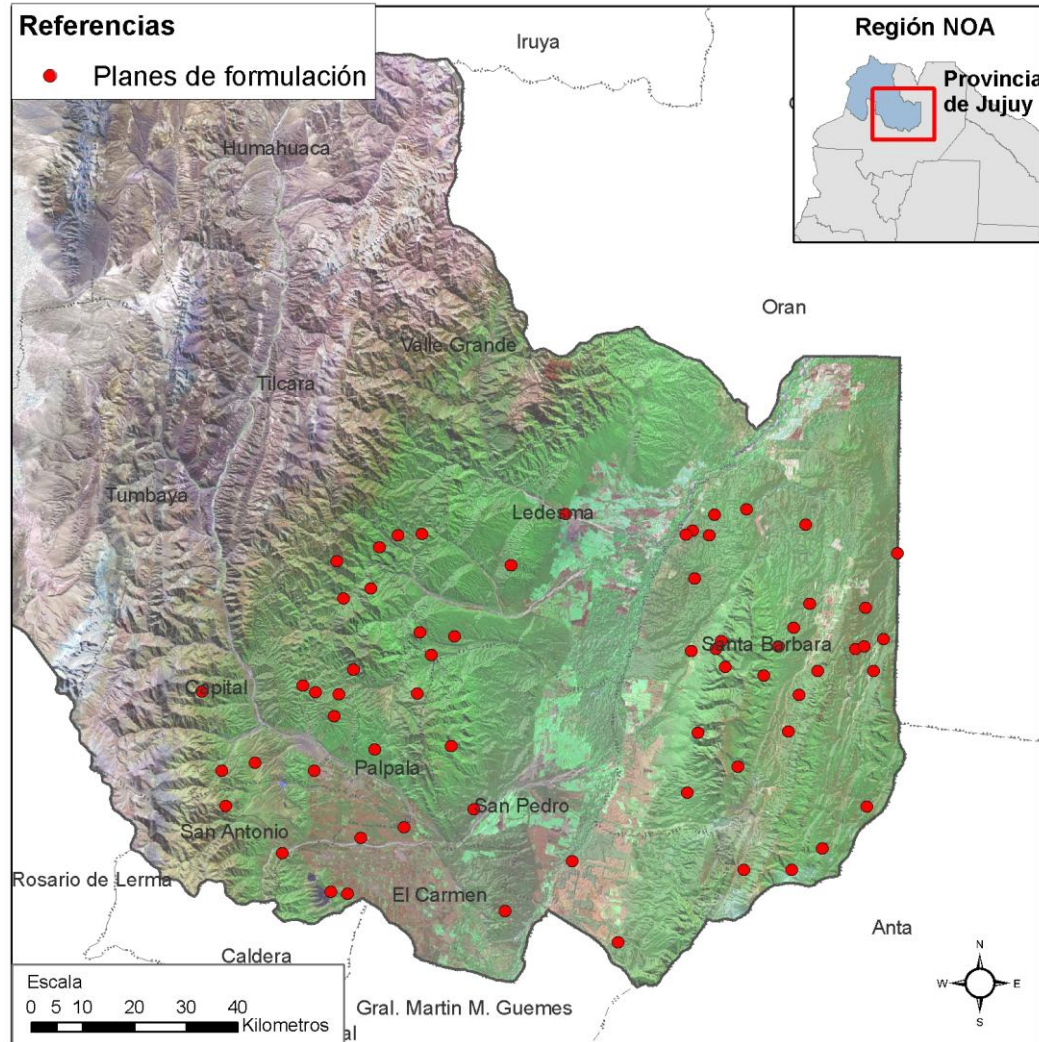 Referencias
Planes de formulación
Región NOA
Provincia
de Jujuy
Iruya
Humahuaca
Oran
Valle Grande
Tilcara
Tumbaya
Ledesma
Santa Barbara
Capital
Palpala
San Pedro
San Antonio
Rosario de Lerma
El Carmen
Anta
Caldera
Gral. Martin M. Guemes
N
W E
S
Escala
0 5 10 20 30 40
Kilometros
al